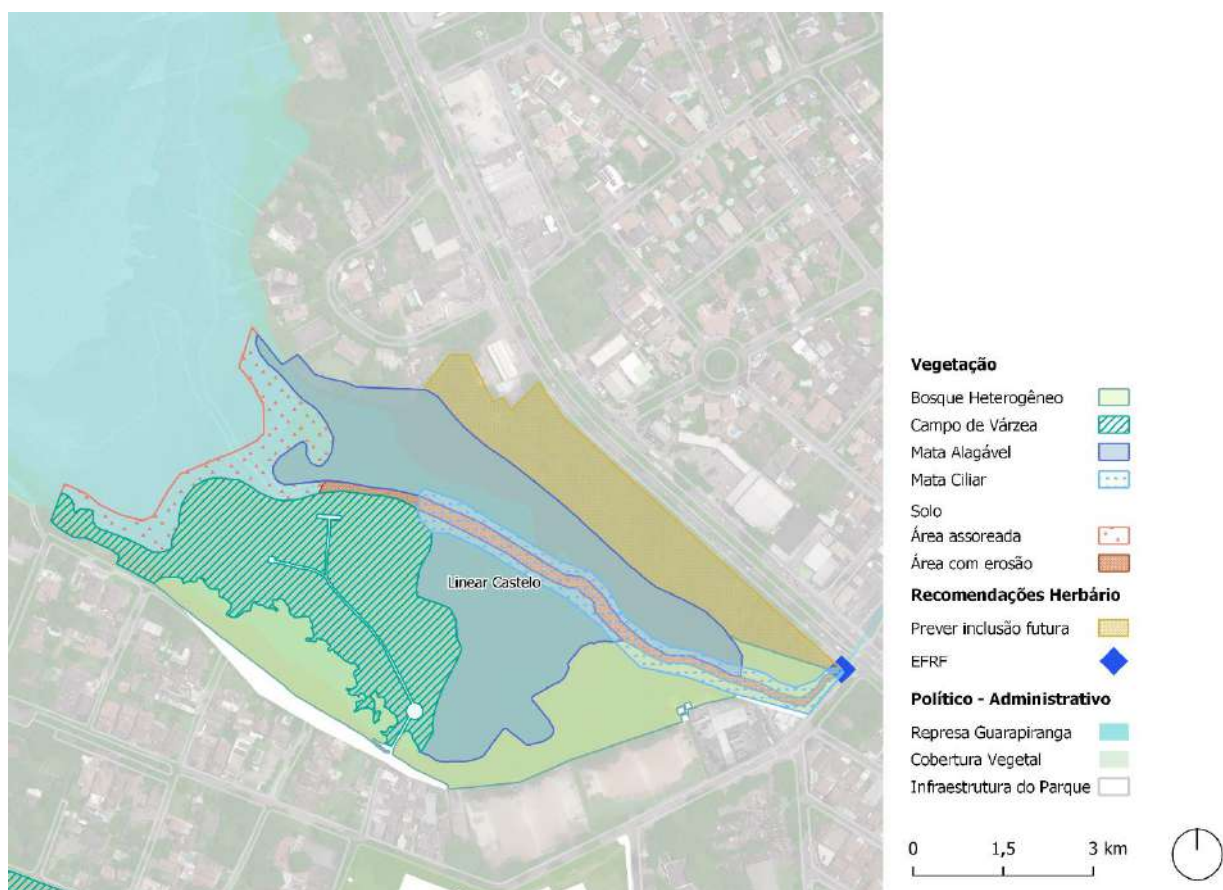 Linear Castelo
Vegetação
Bosque Heterogêneo
Campo de Várzea
Mata Alagável
Mata Ciliar
Solo
Área assoreada
Área com erosão
Recomendações Herbário
Prever inclusão futura
EFRF
Político - Administrativo
Represa Guarapiranga
Cobertura Vegetal
Infraestrutura do Parque
0 1,5 3 km